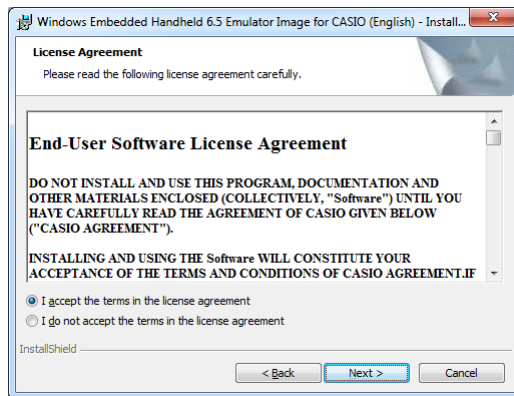 Windows Embedded Handheld 6.5 Emulator Image for CASIO (English) - Install...
License Agreement
Please read the following license agreement carefully.
End-User Software License Agreement
DO NOT INSTALL AND USE THIS PROGRAM, DOCUMENTATION AND
OTHER MATERIALS ENCLOSED (COLLECTIVELY, "Software") UNTIL YOU
HAVE CAREFULLY READ THE AGREEMENT OF CASIO GIVEN BELOW
("CASIO AGREEMENT").
INSTALLING AND USING THE Software WILL CONSTITUTE YOUR
ACCEPTANCE OF THE TERMS AND CONDITIONS OF CASIO AGREEMENT.IF
I accept the terms in the license agreement
I do not accept the terms in the license agreement
InstallShield
< Back
Next >
Cancel